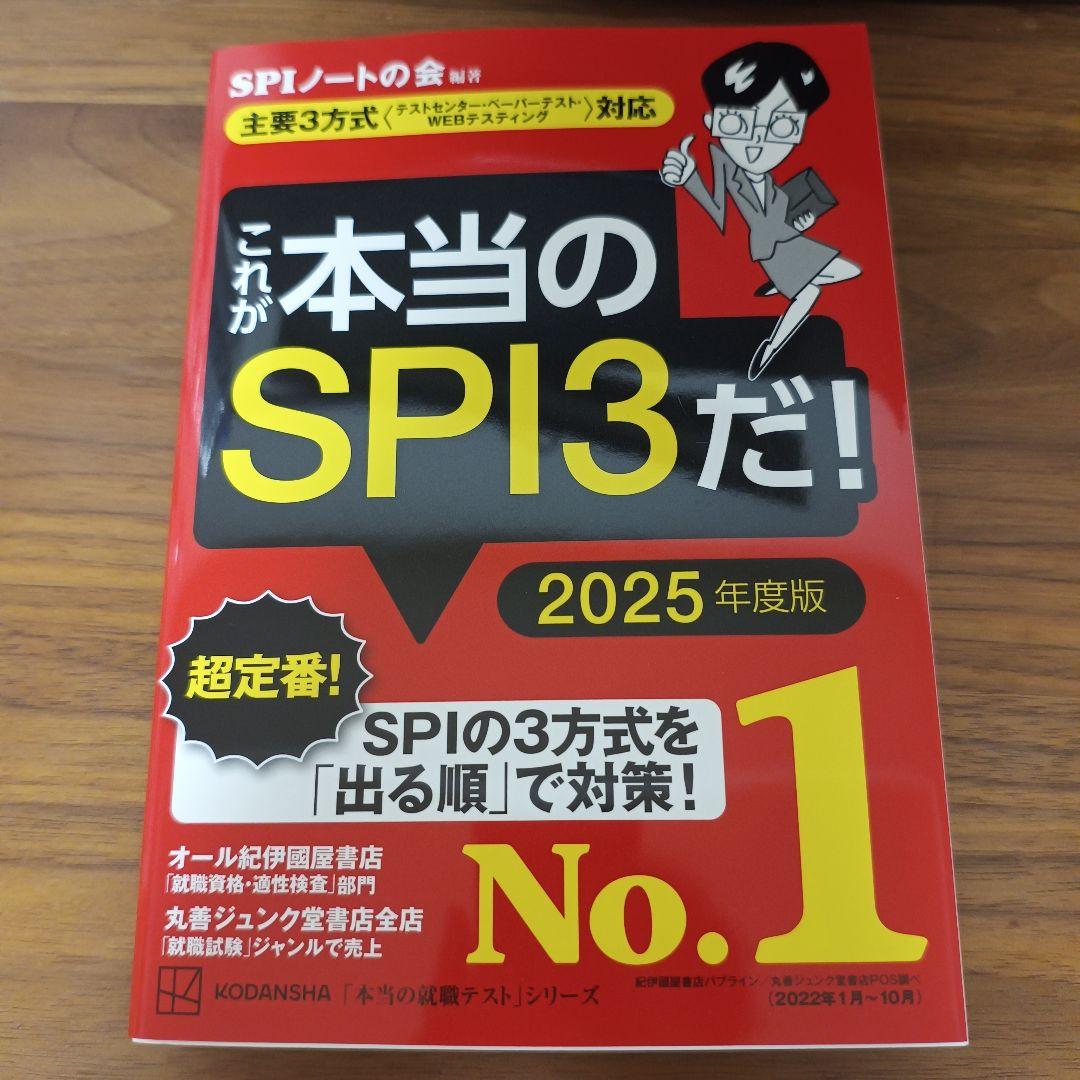 SPIノートの会 編著
主要3方式〈テストセンター・ペーパーテスト・WEBテスティング〉対応
これが
本当の
SPI3だ!
2025年度版
超定番!
SPIの3方式を
「出る順」で対策!
No.1
オール紀伊國屋書店
「就職資格・適性検査」部門
丸善ジュンク堂書店全店
「就職試験」ジャンルで売上
紀伊國屋書店パブライン/丸善ジュンク堂書店POS調べ
(2022年1月〜10月)
KODANSHA 「本当の就職テスト」シリーズ